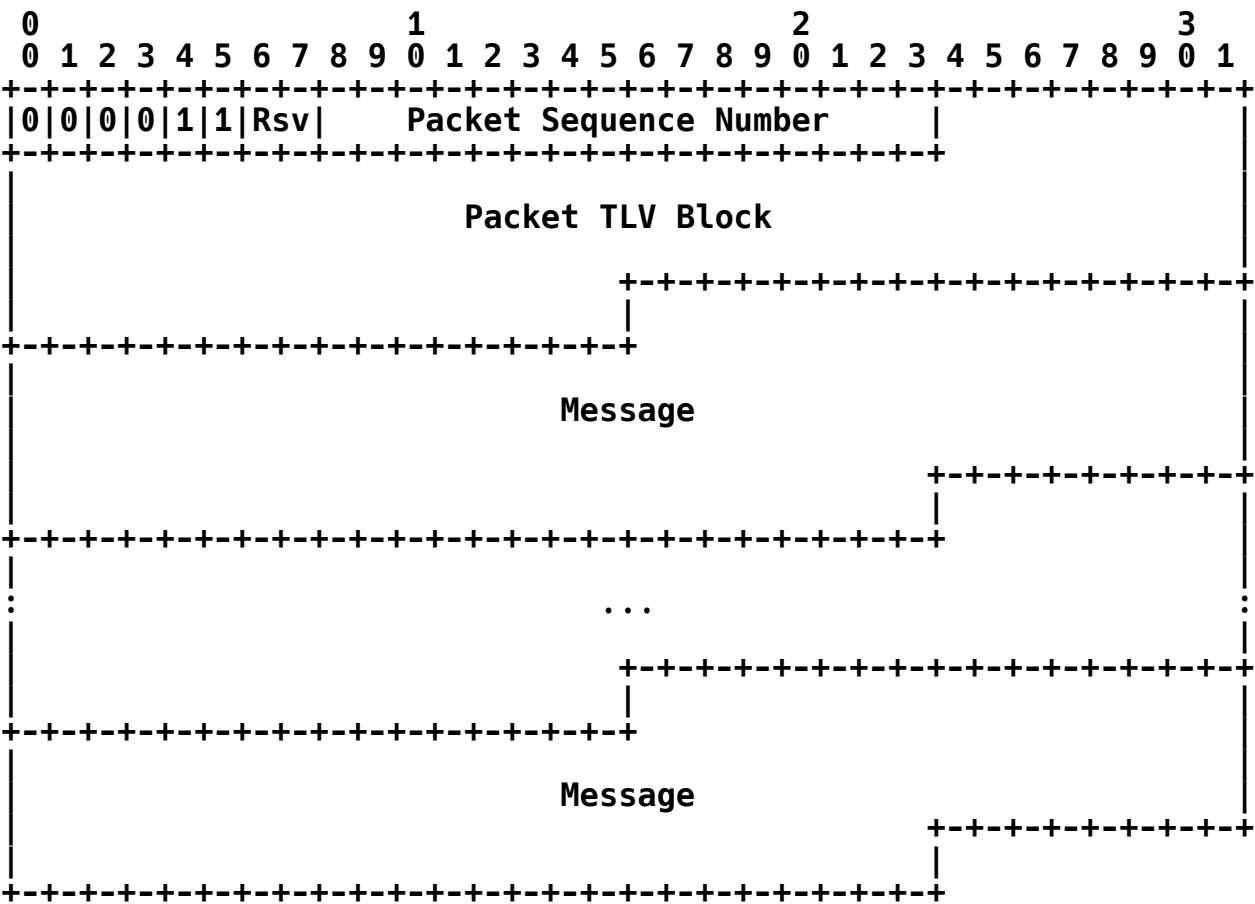 0                   1                   2                   3
 0 1 2 3 4 5 6 7 8 9 0 1 2 3 4 5 6 7 8 9 0 1 2 3 4 5 6 7 8 9 0 1
+-+-+-+-+-+-+-+-+-+-+-+-+-+-+-+-+-+-+-+-+-+-+-+-+-+-+-+-+-+-+-+-+
|0|0|0|0|1|1|Rsv|    Packet Sequence Number     |               |
+-+-+-+-+-+-+-+-+-+-+-+-+-+-+-+-+-+-+-+-+-+-+-+-+               |
|                                                               |
|                       Packet TLV Block                        |
|                                                               |
|                               +-+-+-+-+-+-+-+-+-+-+-+-+-+-+-+-+
|                               |                               |
+-+-+-+-+-+-+-+-+-+-+-+-+-+-+-+-+                               |
|                                                               |
|                            Message                            |
|                                                               |
|                                               +-+-+-+-+-+-+-+-+
|                                               |               |
+-+-+-+-+-+-+-+-+-+-+-+-+-+-+-+-+-+-+-+-+-+-+-+-+               |
|                                                               |
:                              ...                              :
|                                                               |
|                               +-+-+-+-+-+-+-+-+-+-+-+-+-+-+-+-+
|                               |                               |
+-+-+-+-+-+-+-+-+-+-+-+-+-+-+-+-+                               |
|                                                               |
|                            Message                            |
|                                               +-+-+-+-+-+-+-+-+
|                                               |
+-+-+-+-+-+-+-+-+-+-+-+-+-+-+-+-+-+-+-+-+-+-+-+-+